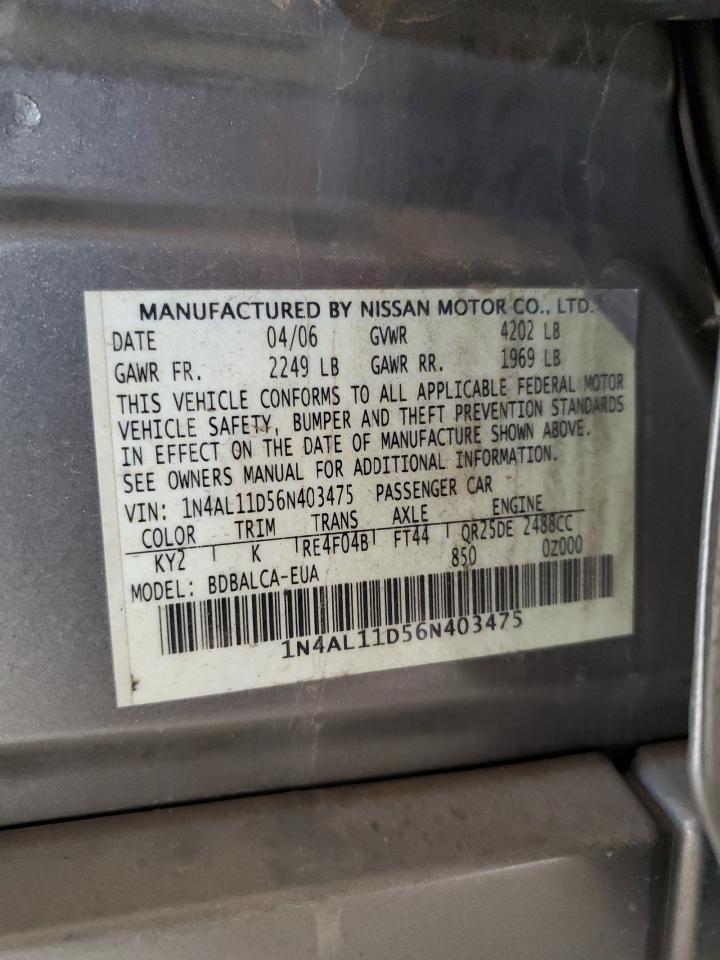 MANUFACTURED BY NISSAN MOTOR CO., LTD.
DATE 04/06 GVWR 4202 LB
GAWR FR. 2249 LB GAWR RR. 1969 LB
THIS VEHICLE CONFORMS TO ALL APPLICABLE FEDERAL MOTOR
VEHICLE SAFETY, BUMPER AND THEFT PREVENTION STANDARDS
IN EFFECT ON THE DATE OF MANUFACTURE SHOWN ABOVE.
SEE OWNERS MANUAL FOR ADDITIONAL INFORMATION.
VIN: 1N4AL11D56N403475 PASSENGER CAR
COLOR TRIM TRANS AXLE ENGINE
KY2 K RE4F04B FT44 QR25DE 2488CC
MODEL: BDBALCA-EUA 850 0Z000
1N4AL11D56N403475